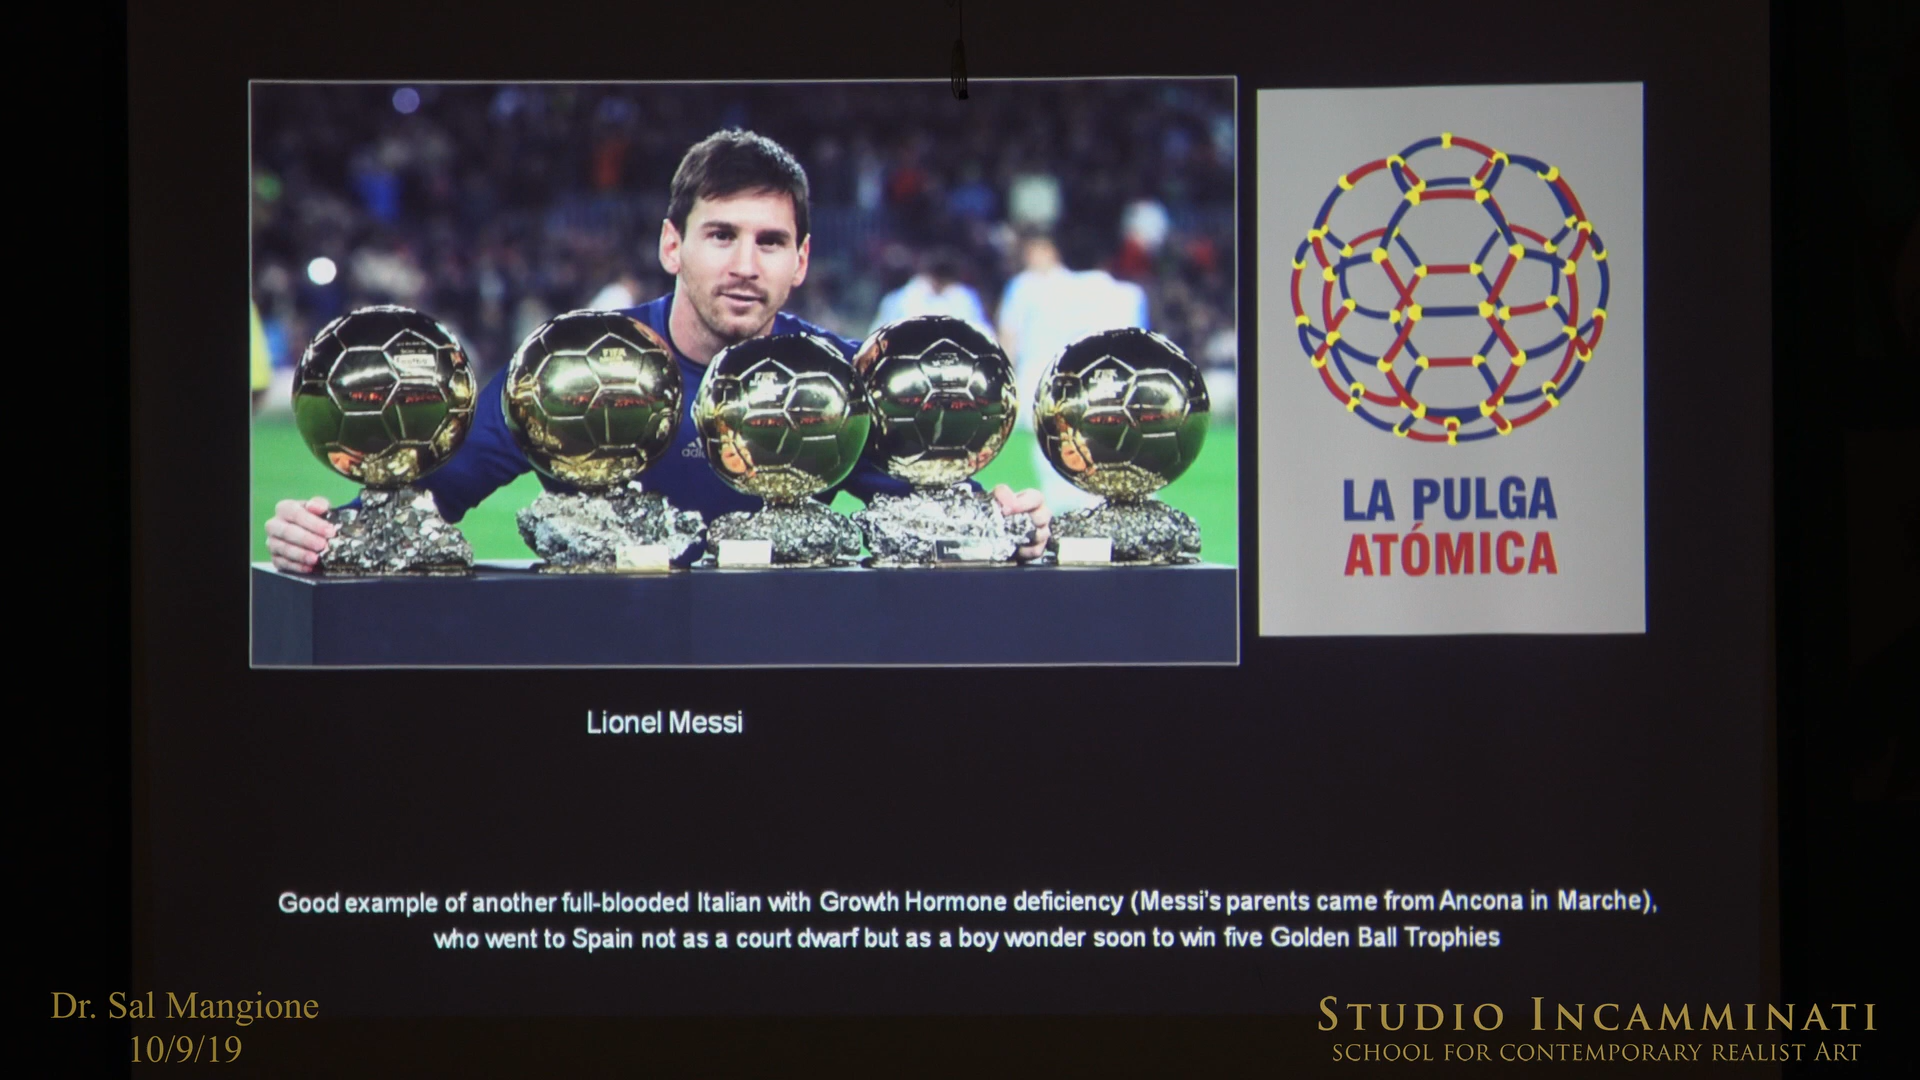 LA PULGA
ATÓMICA
Lionel Messi
Good example of another full-blooded Italian with Growth Hormone deficiency (Messi's parents came from Ancona in Marche),
who went to Spain not as a court dwarf but as a boy wonder soon to win five Golden Ball Trophies
Dr. Sal Mangione
10/9/19
STUDIO INCAMMINATI
SCHOOL FOR CONTEMPORARY REALIST ART